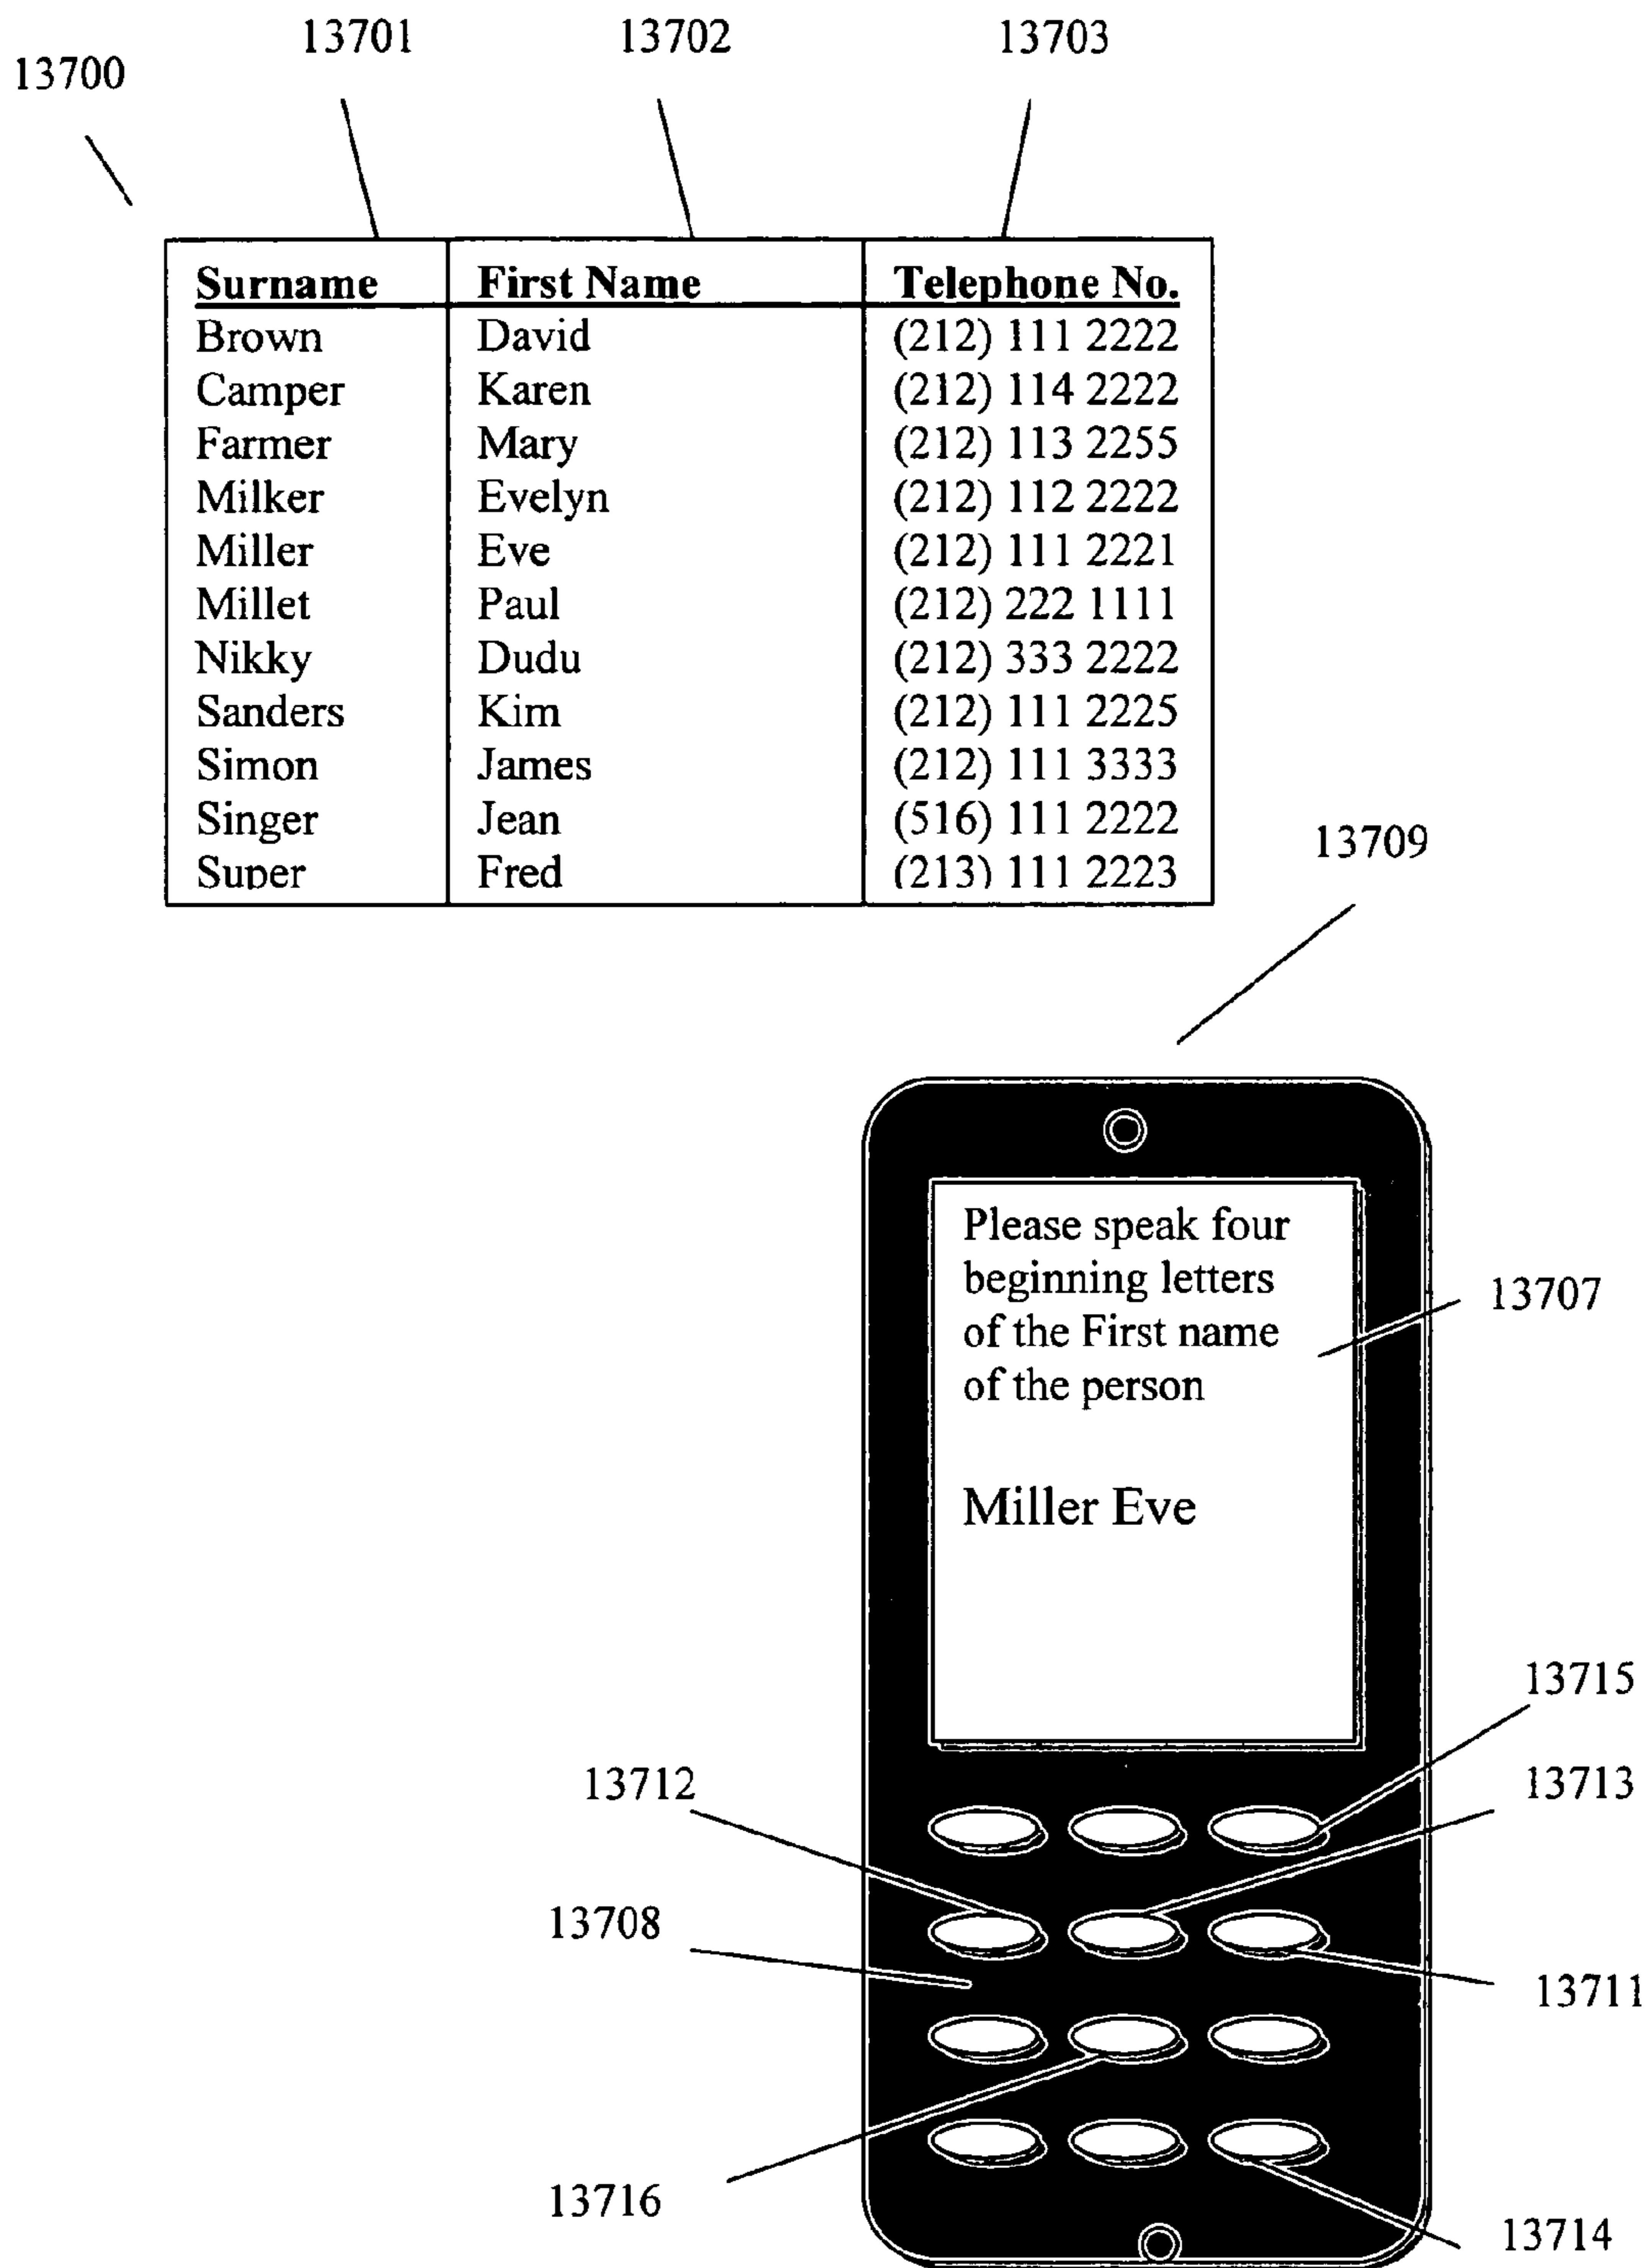 13701 13702 13703
13700
Surname First Name Telephone No.
Brown David (212) 111 2222
Camper Karen (212) 114 2222
Farmer Mary (212) 113 2255
Milker Evelyn (212) 112 2222
Miller Eve (212) 111 2221
Millet Paul (212) 222 1111
Nikky Dudu (212) 333 2222
Sanders Kim (212) 111 2225
Simon James (212) 111 3333
Singer Jean (516) 111 2222
Super Fred (213) 111 2223
13709
Please speak four
beginning letters
of the First name
of the person
13707
Miller Eve
13715
13712
13713
13708
13711
13716
13714